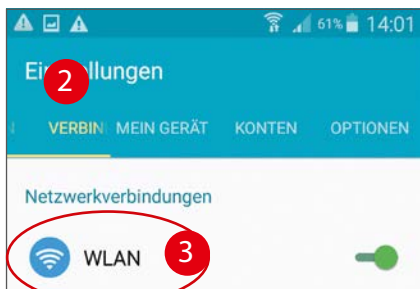 61% 14:01
2
Ei llungen
VERBIN MEIN GERÄT KONTEN OPTIONEN
Netzwerkverbindungen
WLAN 3